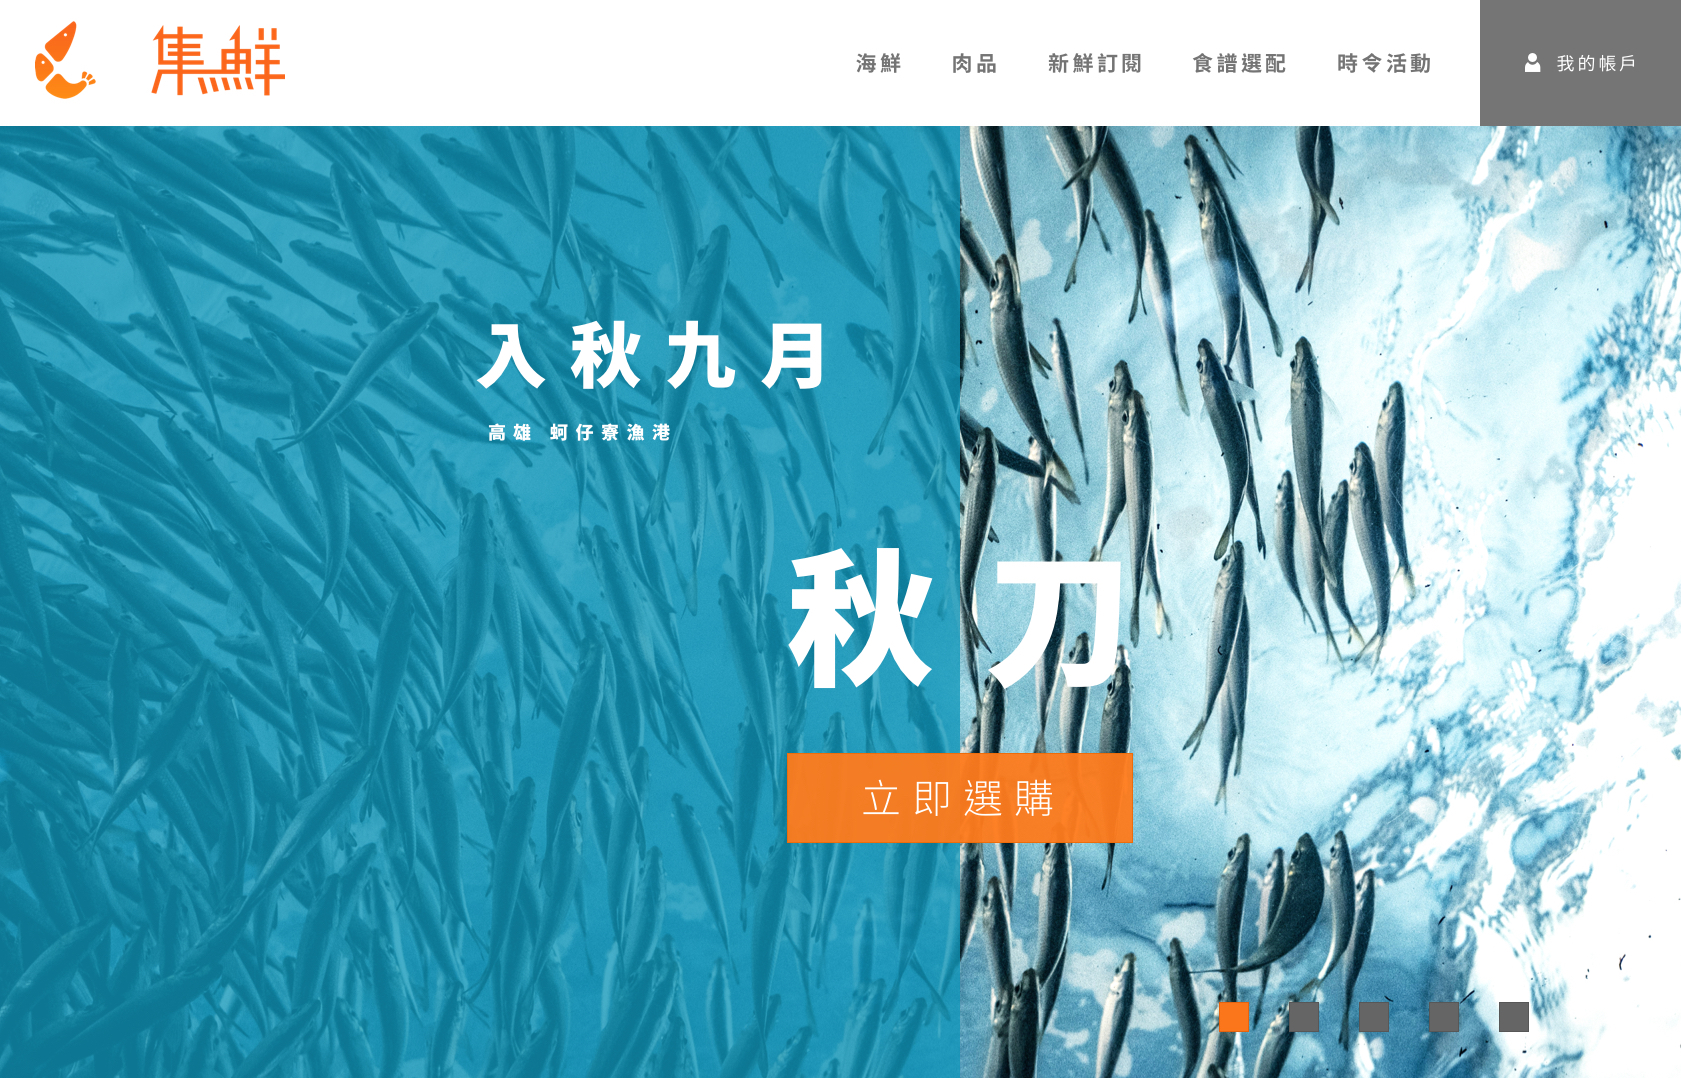 集鮮
海鮮 肉品 新鮮訂閱 食譜選配 時令活動 我的帳戶
入秋九月
高雄 蚵仔寮漁港
秋刀
立即選購